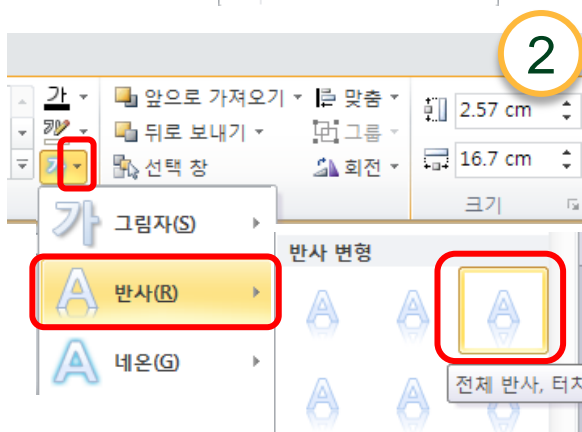 2
가 앞으로 가져오기 맞춤 2.57 cm
가 뒤로 보내기 그룹 16.7 cm
가 선택 창 회전
크기
가 그림자(S)
반사 변형
A 반사(R)
A A A
A 네온(G)
전체 반사, 터치
A A A